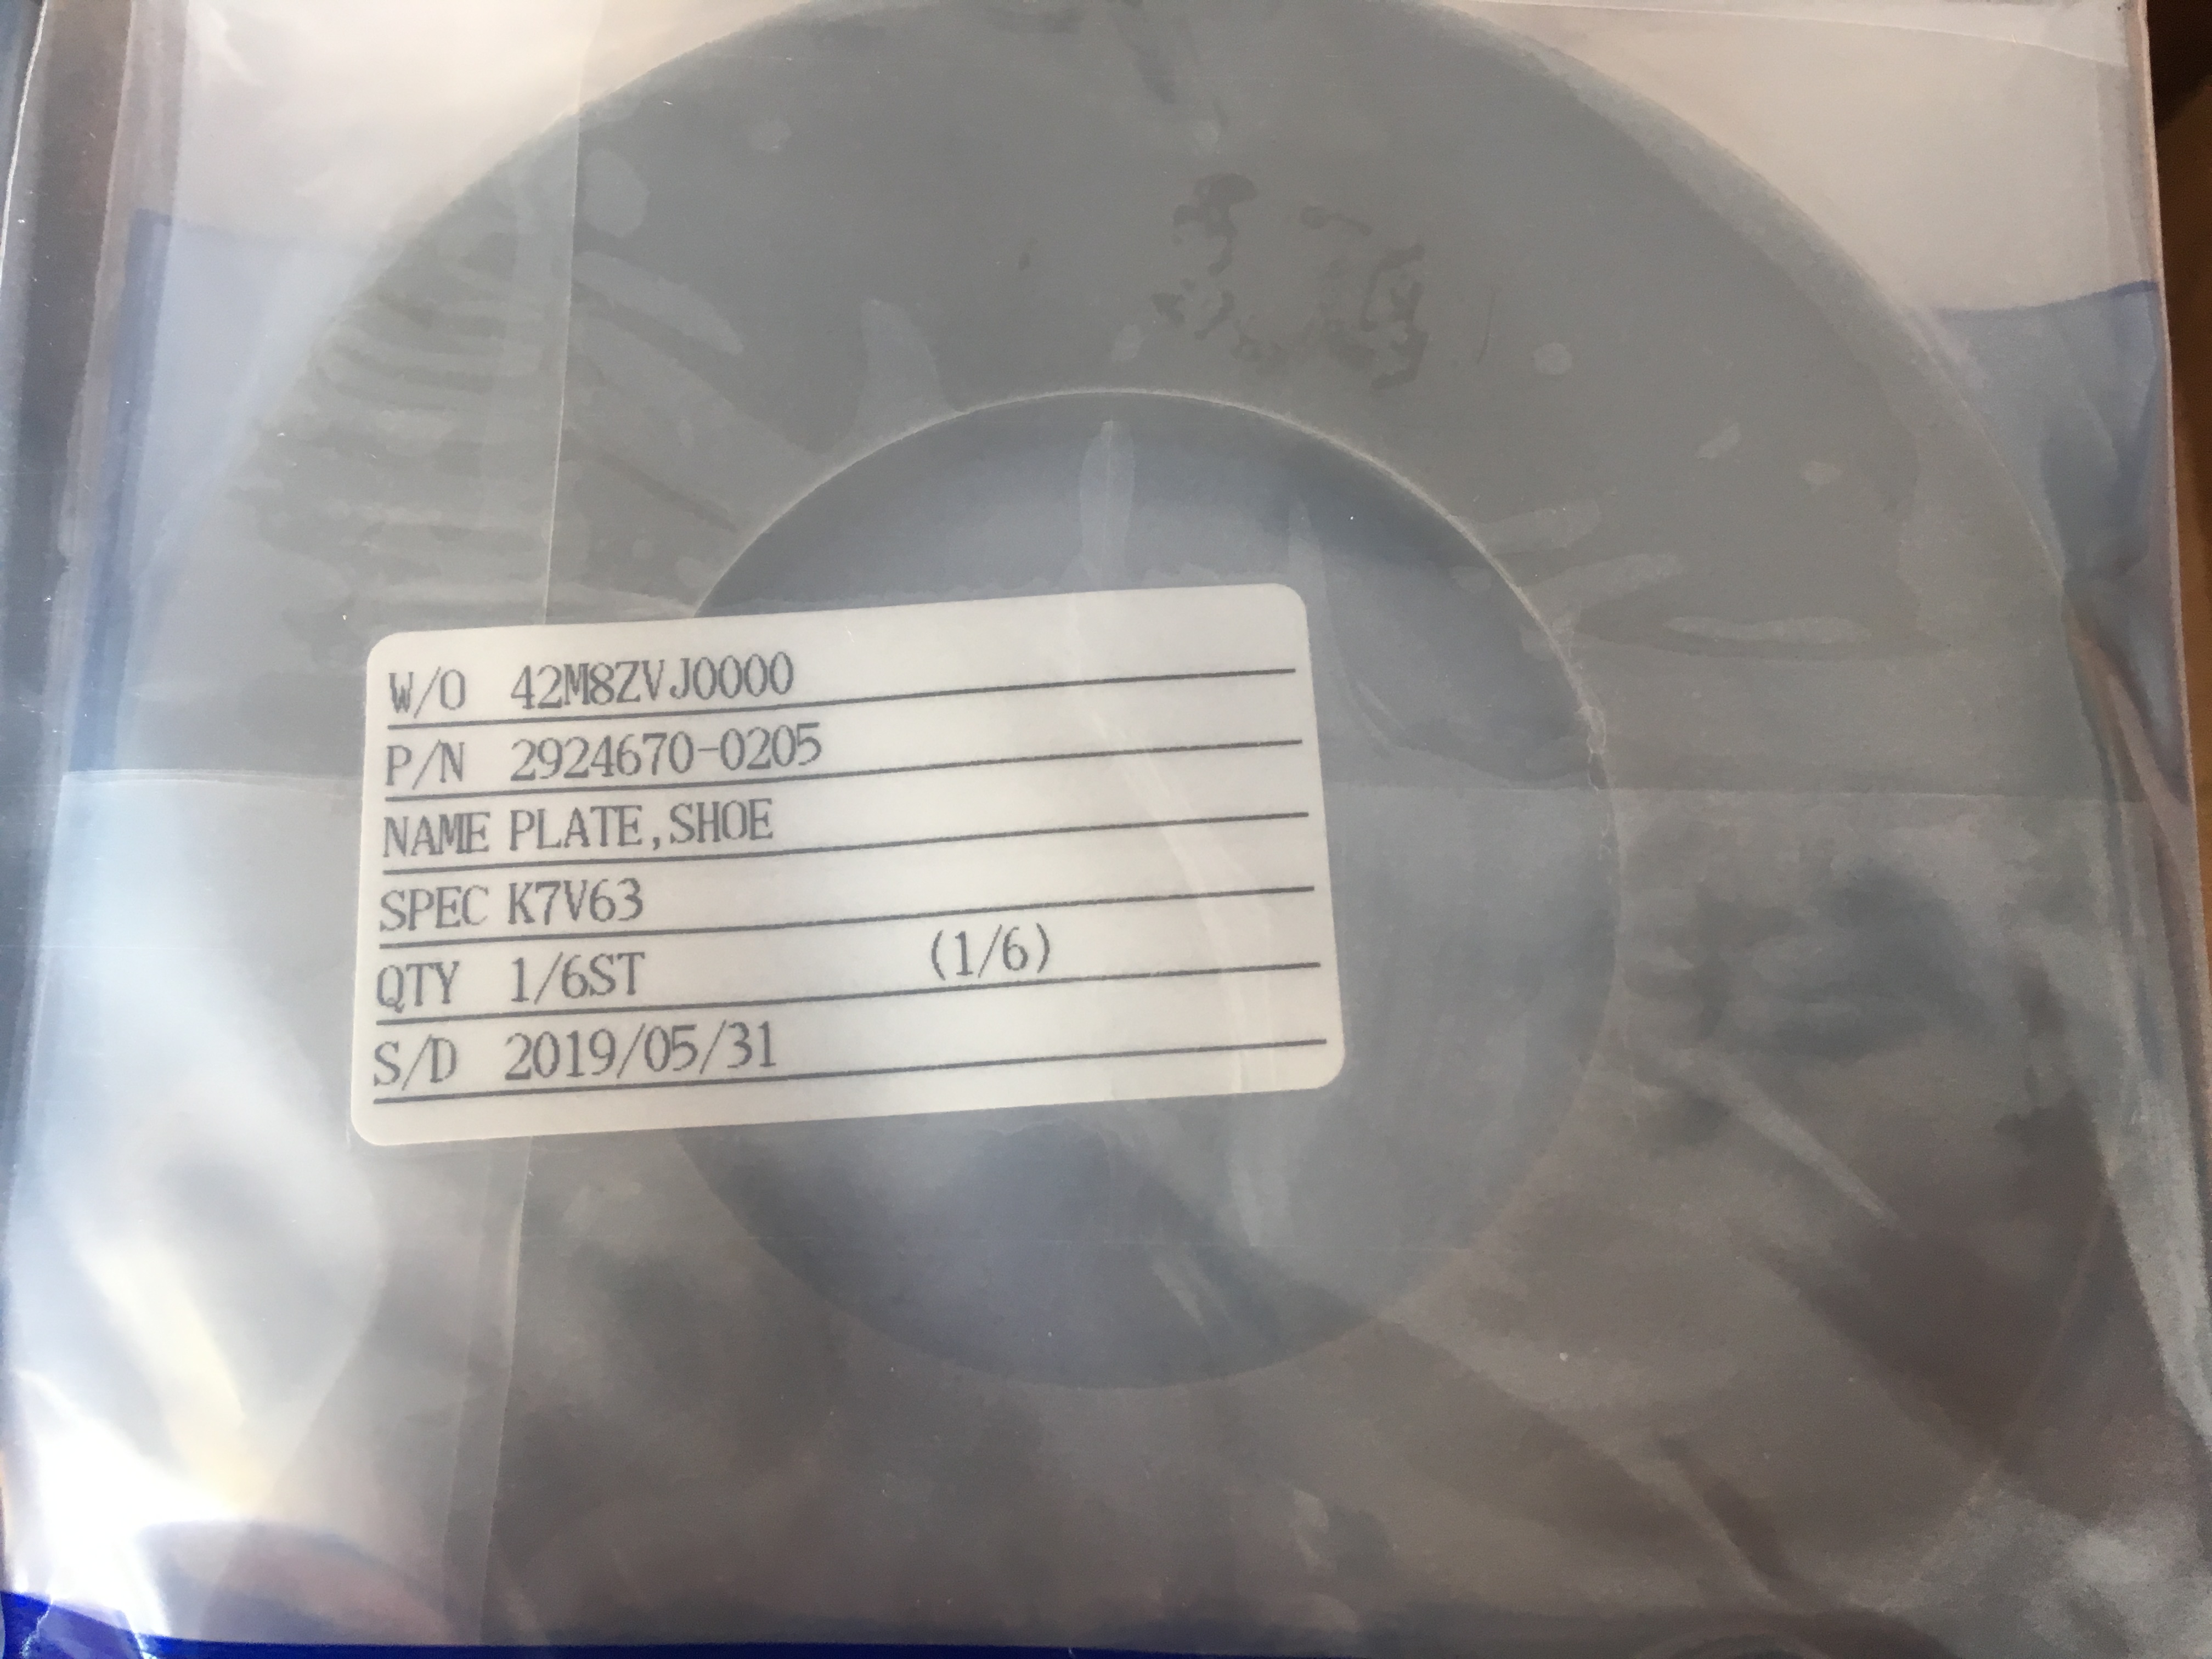 W/O 42M8ZVJ0000
P/N 2924670-0205
NAME PLATE,SHOE
SPEC K7V63
QTY 1/6ST (1/6)
S/D 2019/05/31